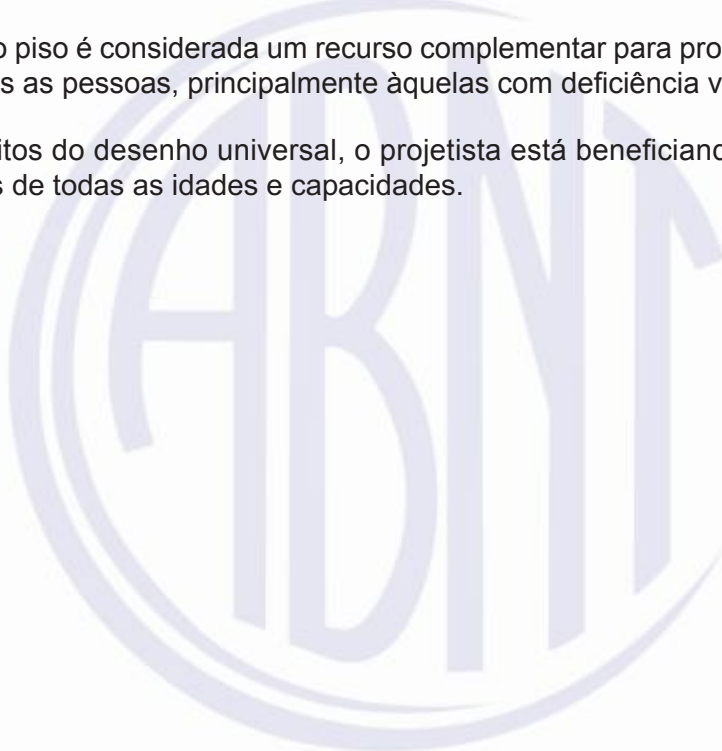 o piso é considerada um recurso complementar para pro
s as pessoas, principalmente àquelas com deficiência v
itos do desenho universal, o projetista está beneficiand
s de todas as idades e capacidades.
ABNT